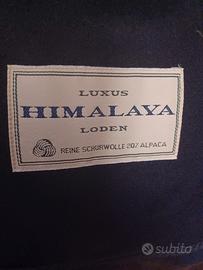 LUXUS
HIMALAYA
LODEN
REINE SCHURWOLLE 20% ALPACA
subito